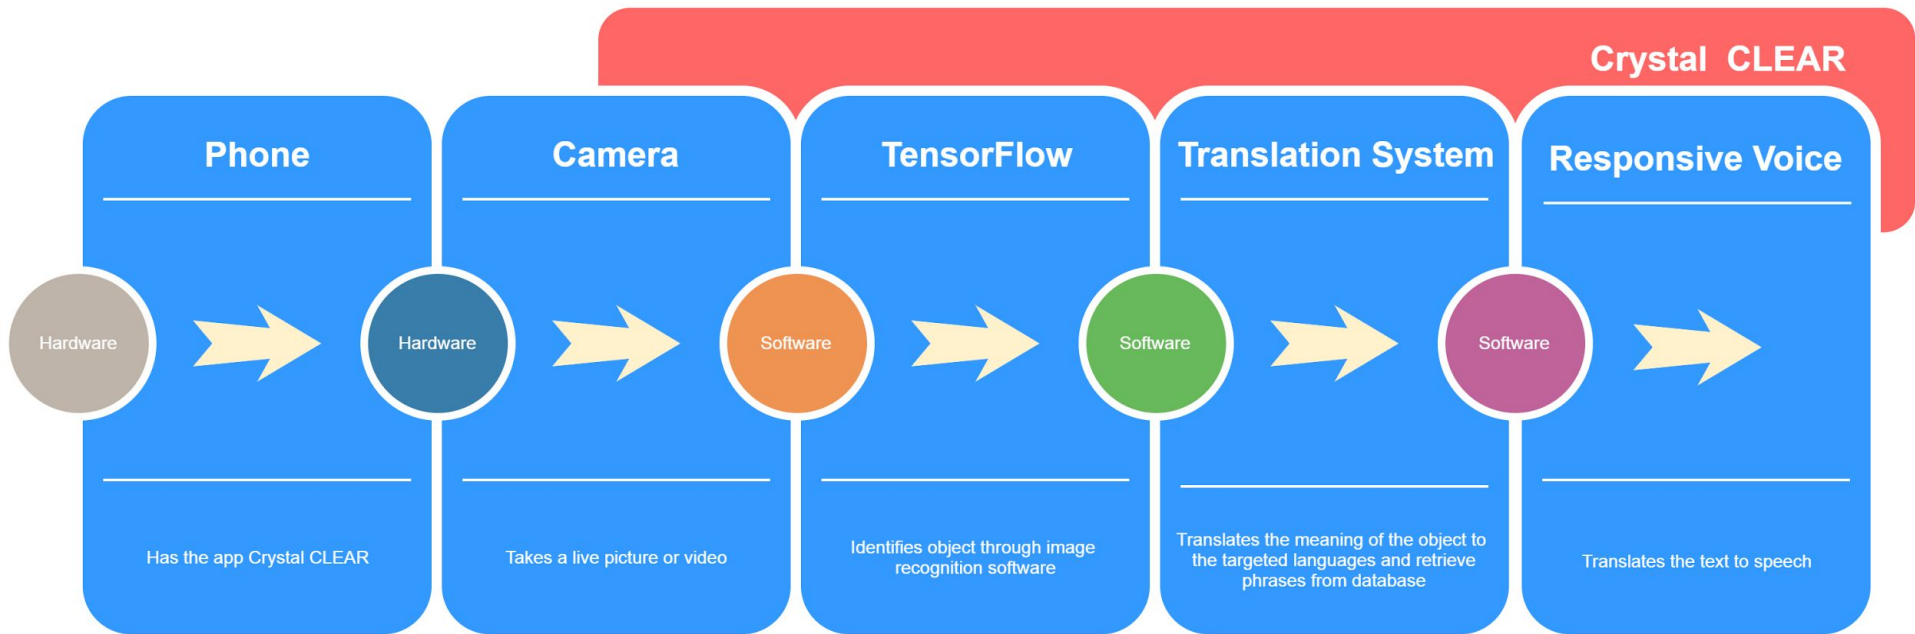 Crystal CLEAR
Phone
Camera
TensorFlow
Translation System
Responsive Voice
Hardware
Hardware
Software
Software
Software
Has the app Crystal CLEAR
Takes a live picture or video
Identifies object through image
recognition software
Translates the meaning of the object to
the targeted languages and retrieve
phrases from database
Translates the text to speech